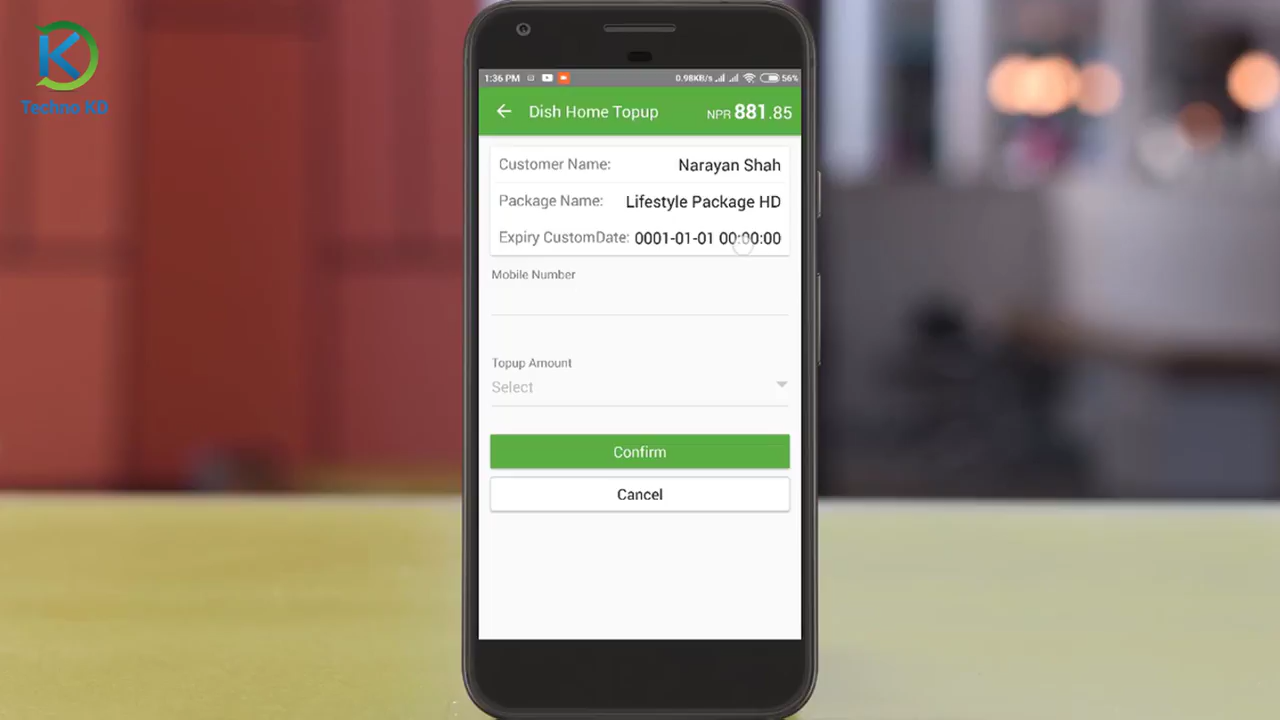 Techno KD
1:36 PM 0.98KB/s 56%
Dish Home Topup NPR 881.85
Customer Name: Narayan Shah
Package Name: Lifestyle Package HD
Expiry CustomDate: 0001-01-01 00:00:00
Mobile Number
Topup Amount
Select
Confirm
Cancel